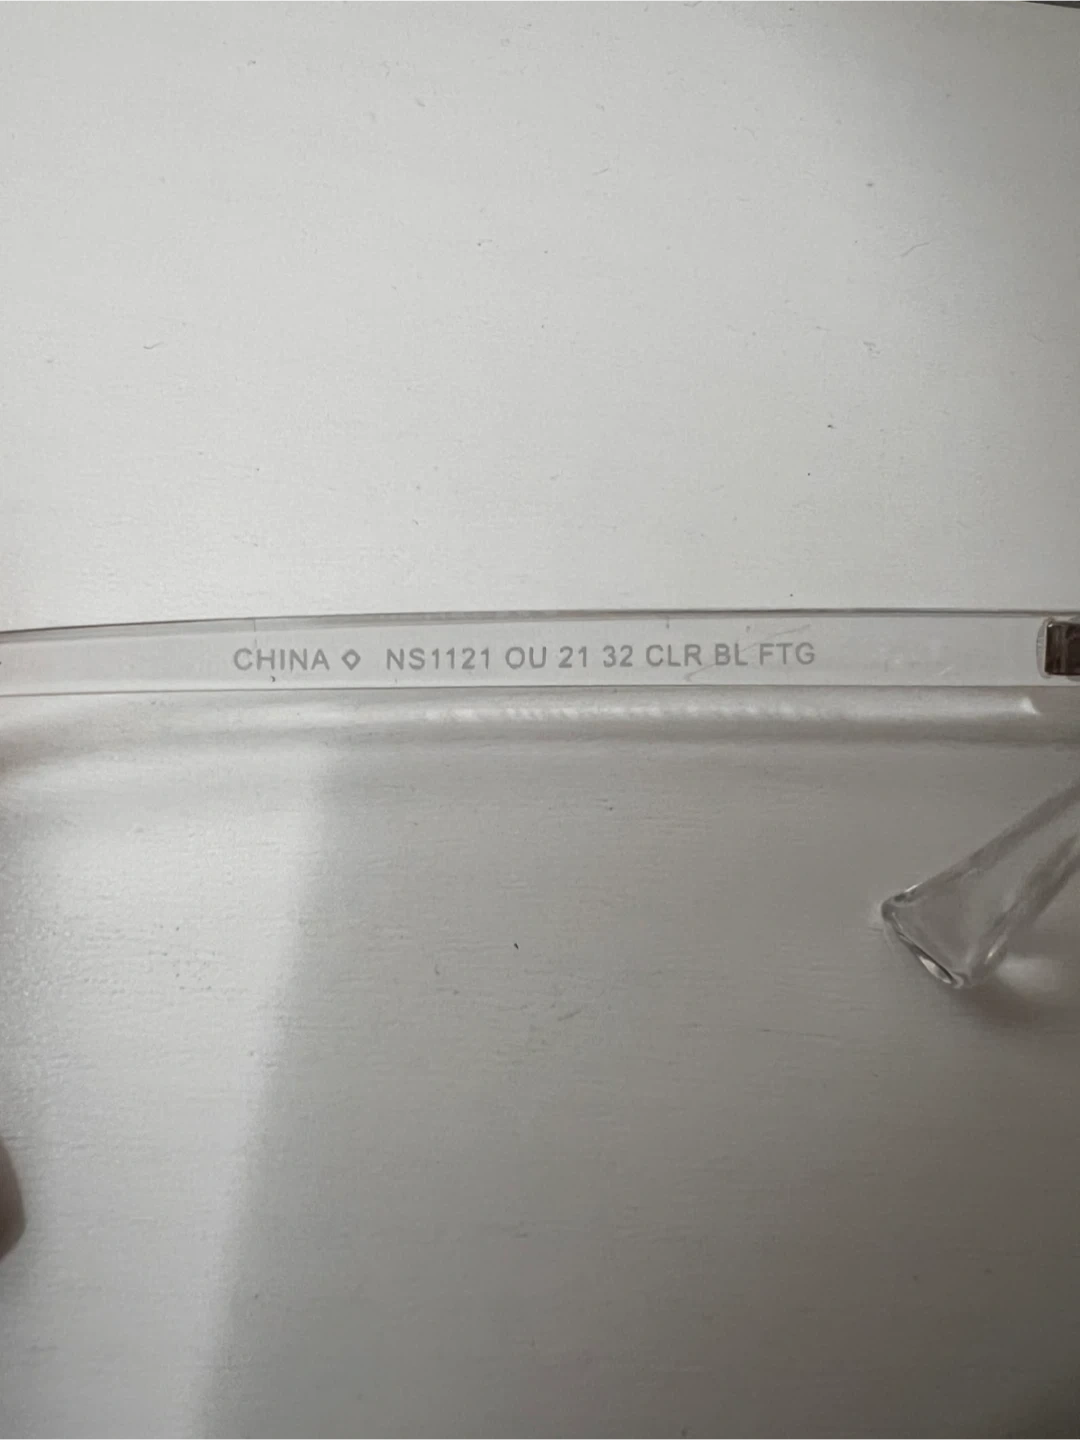 CHINA ◇ NS1121 OU 21 32 CLR BL FTG